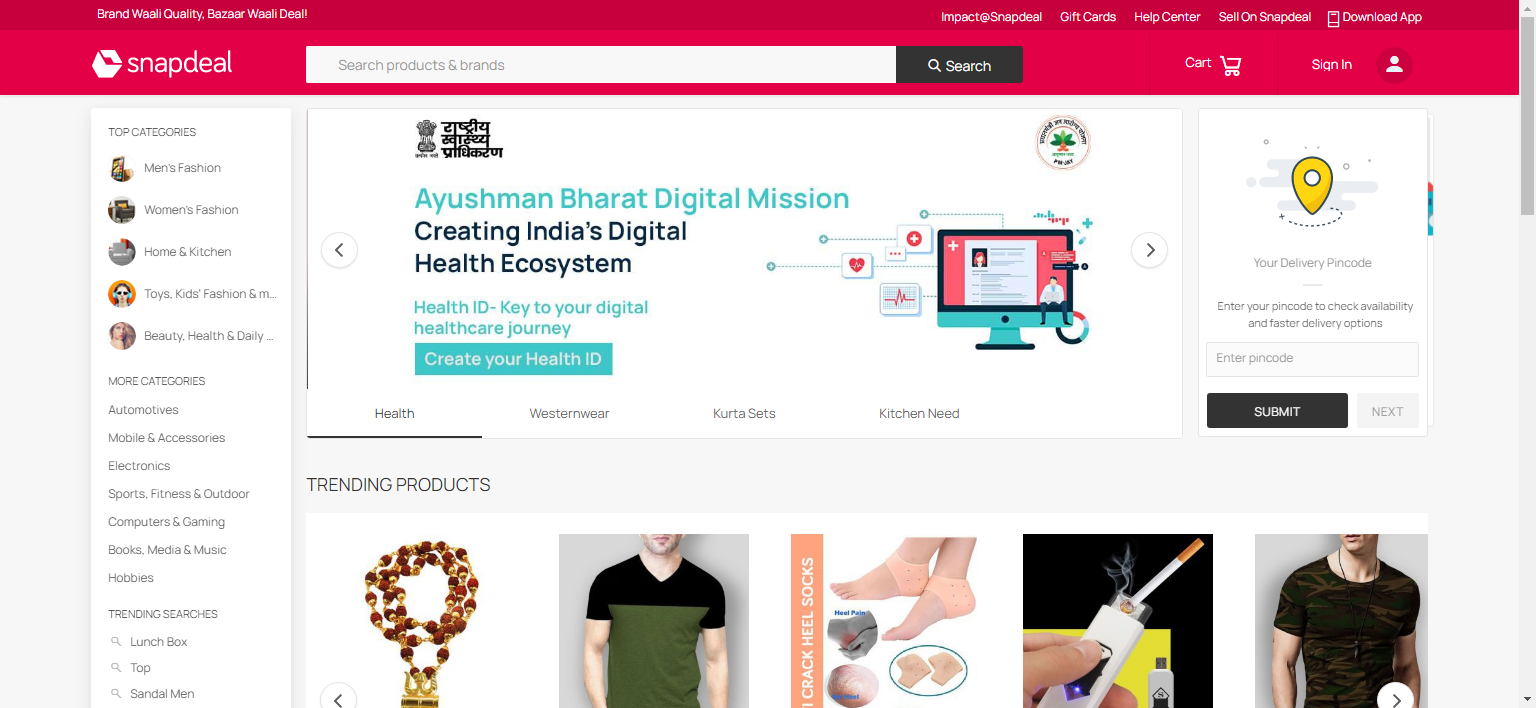 Brand Waali Quality, Bazaar Waali Deal!
Impact@Snapdeal
Gift Cards
Help Center
Sell On Snapdeal
Download App
snapdeal
Search products & brands
Search
Cart
Sign In
TOP CATEGORIES
Men's Fashion
Women's Fashion
Home & Kitchen
Toys, Kids' Fashion & m...
Beauty, Health & Daily ...
MORE CATEGORIES
Automotives
Mobile & Accessories
Electronics
Sports, Fitness & Outdoor
Computers & Gaming
Books, Media & Music
Hobbies
TRENDING SEARCHES
Lunch Box
Top
Sandal Men
राष्ट्रीय
स्वास्थ्य
प्राधिकरण
PM-JAY
Ayushman Bharat Digital Mission
Creating India's Digital
Health Ecosystem
Health ID- Key to your digital
healthcare journey
Create your Health ID
Health
Westernwear
Kurta Sets
Kitchen Need
Your Delivery Pincode
Enter your pincode to check availability
and faster delivery options
Enter pincode
SUBMIT
NEXT
TRENDING PRODUCTS
CRACK HEEL SOCKS
Heel Pain